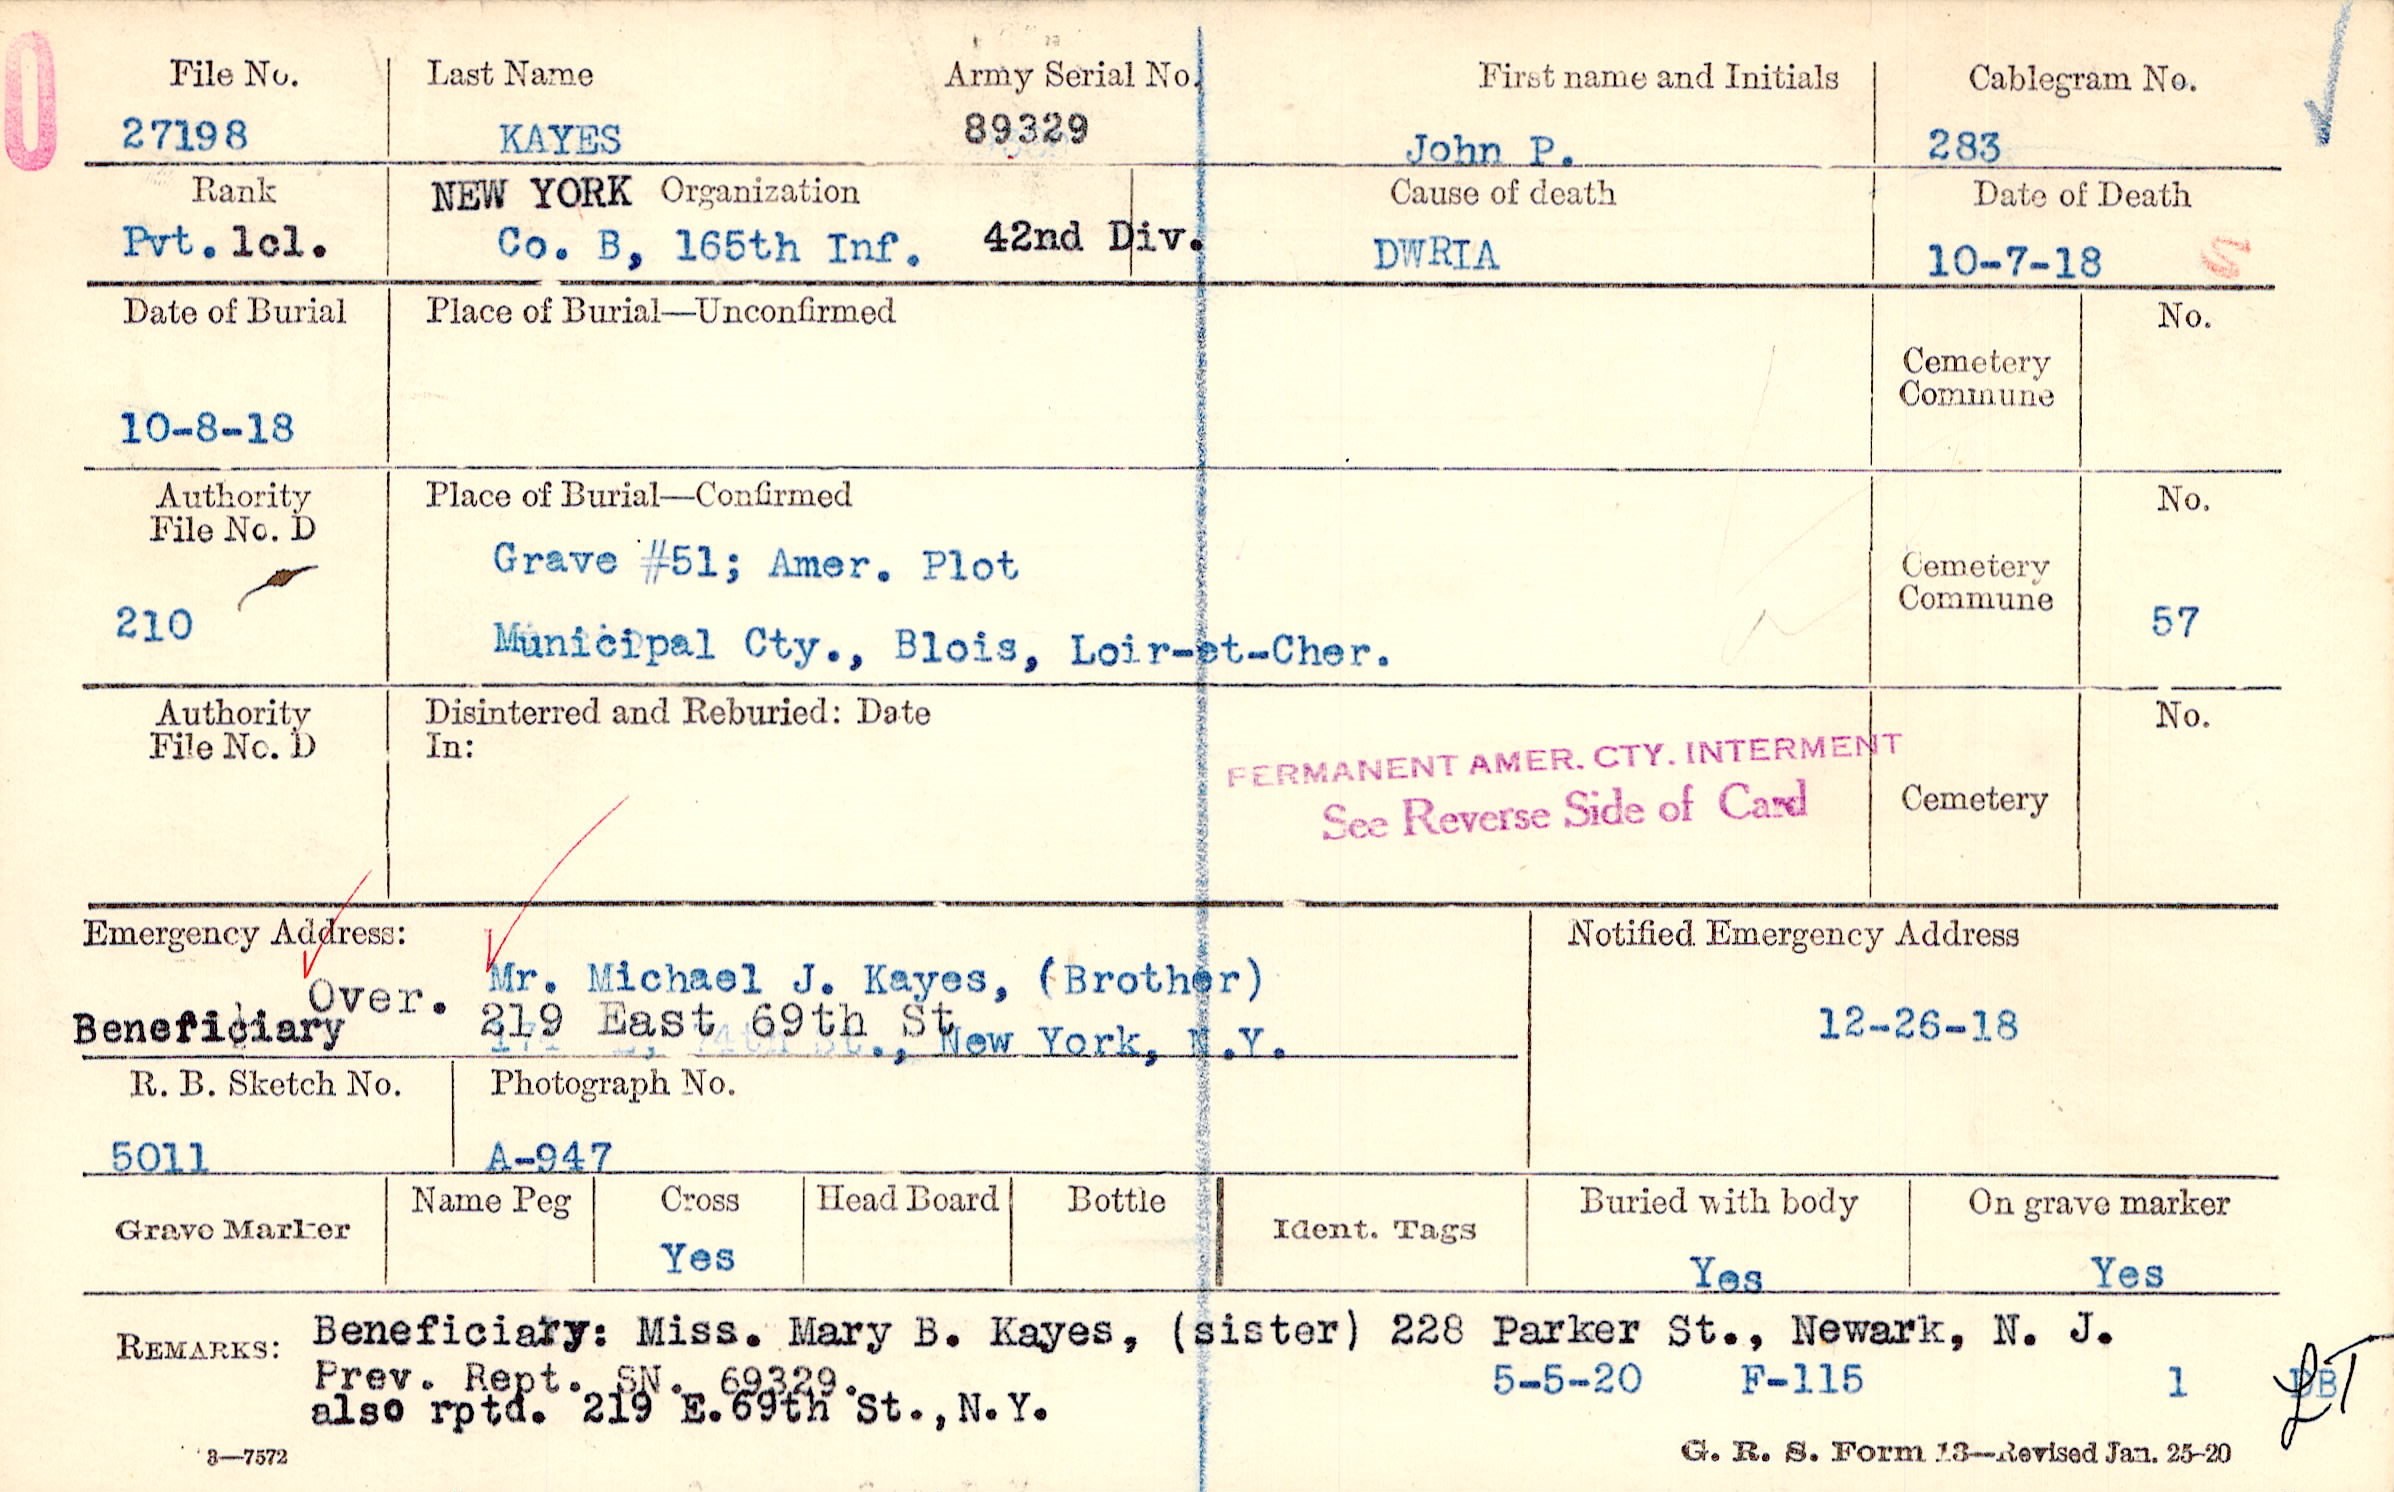 File No. Last Name Army Serial No. First name and Initials Cablegram No.
27198 KAYES 89329 John P. 283
Rank NEW YORK Organization Cause of death Date of Death
Pvt. 1cl. Co. B, 165th Inf. 42nd Div. DWRIA 10-7-18
Date of Burial Place of Burial—Unconfirmed No.
Cemetery
Commune
10-8-18
Authority Place of Burial—Confirmed No.
File No. D
Grave #51; Amer. Plot Cemetery
Commune
210 Municipal Cty., Blois, Loir-et-Cher. 57
Authority Disinterred and Reburied: Date No.
File No. D In:
PERMANENT AMER. CTY. INTERMENT
See Reverse Side of Card Cemetery
Emergency Address: Notified Emergency Address
Mr. Michael J. Kayes, (Brother)
Over. 219 East 69th St
Beneficiary New York, N.Y. 12-26-18
R. B. Sketch No. Photograph No.
5011 A-947
Grave Marker Name Peg Cross Head Board Bottle Ident. Tags Buried with body On grave marker
Yes Yes Yes
REMARKS: Beneficiary: Miss. Mary B. Kayes, (sister) 228 Parker St., Newark, N. J.
Prev. Rept. SN. 69329. 5-5-20 F-115 1
also rptd. 219 E.69th St.,N.Y.
3—7572 G. R. S. Form 13—Revised Jan. 25-20